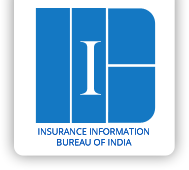 I
INSURANCE INFORMATION
BUREAU OF INDIA